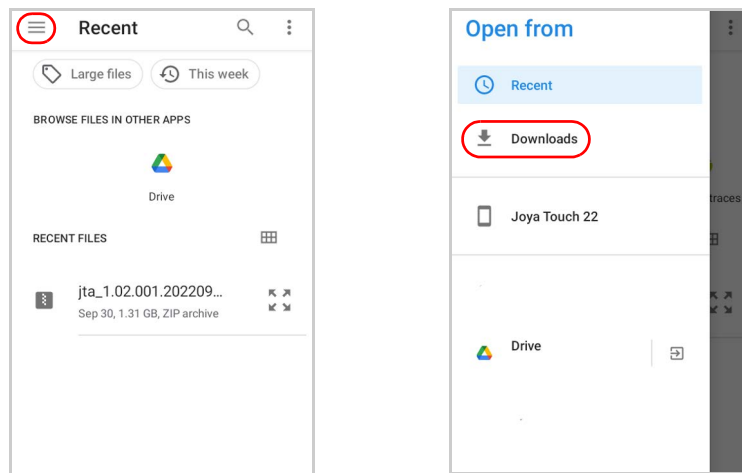 Recent
Large files
This week
BROWSE FILES IN OTHER APPS
Drive
RECENT FILES
jta_1.02.001.202209...
Sep 30, 1.31 GB, ZIP archive
Open from
Recent
Downloads
Joya Touch 22
Drive
traces